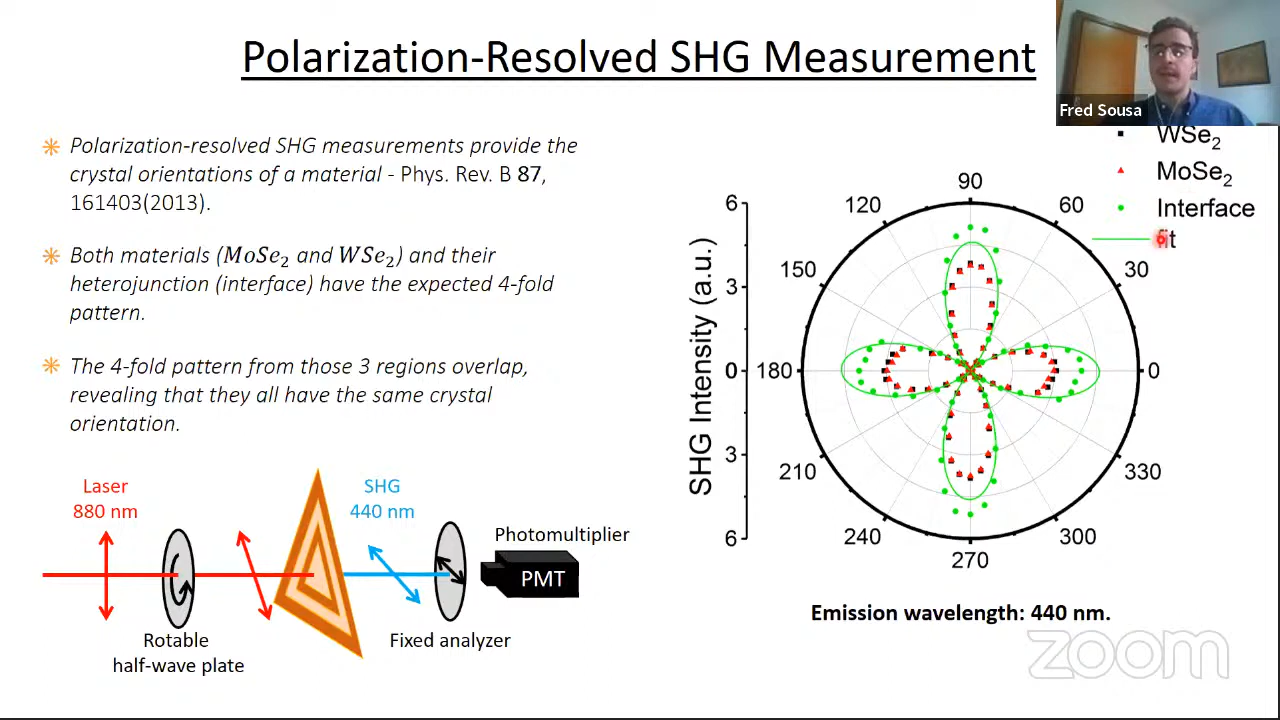 Polarization-Resolved SHG Measurement
Fred Sousa
Polarization-resolved SHG measurements provide the
crystal orientations of a material - Phys. Rev. B 87,
161403(2013).
Both materials (MoSe2 and WSe2) and their
heterojunction (interface) have the expected 4-fold
pattern.
The 4-fold pattern from those 3 regions overlap,
revealing that they all have the same crystal
orientation.
Laser
880 nm
SHG
440 nm
Photomultiplier
PMT
Rotable
half-wave plate
Fixed analyzer
WSe2
MoSe2
Interface
fit
SHG Intensity (a.u.)
6
3
0
3
6
90
120
60
150
30
180
0
210
330
240
300
270
Emission wavelength: 440 nm.
zoom